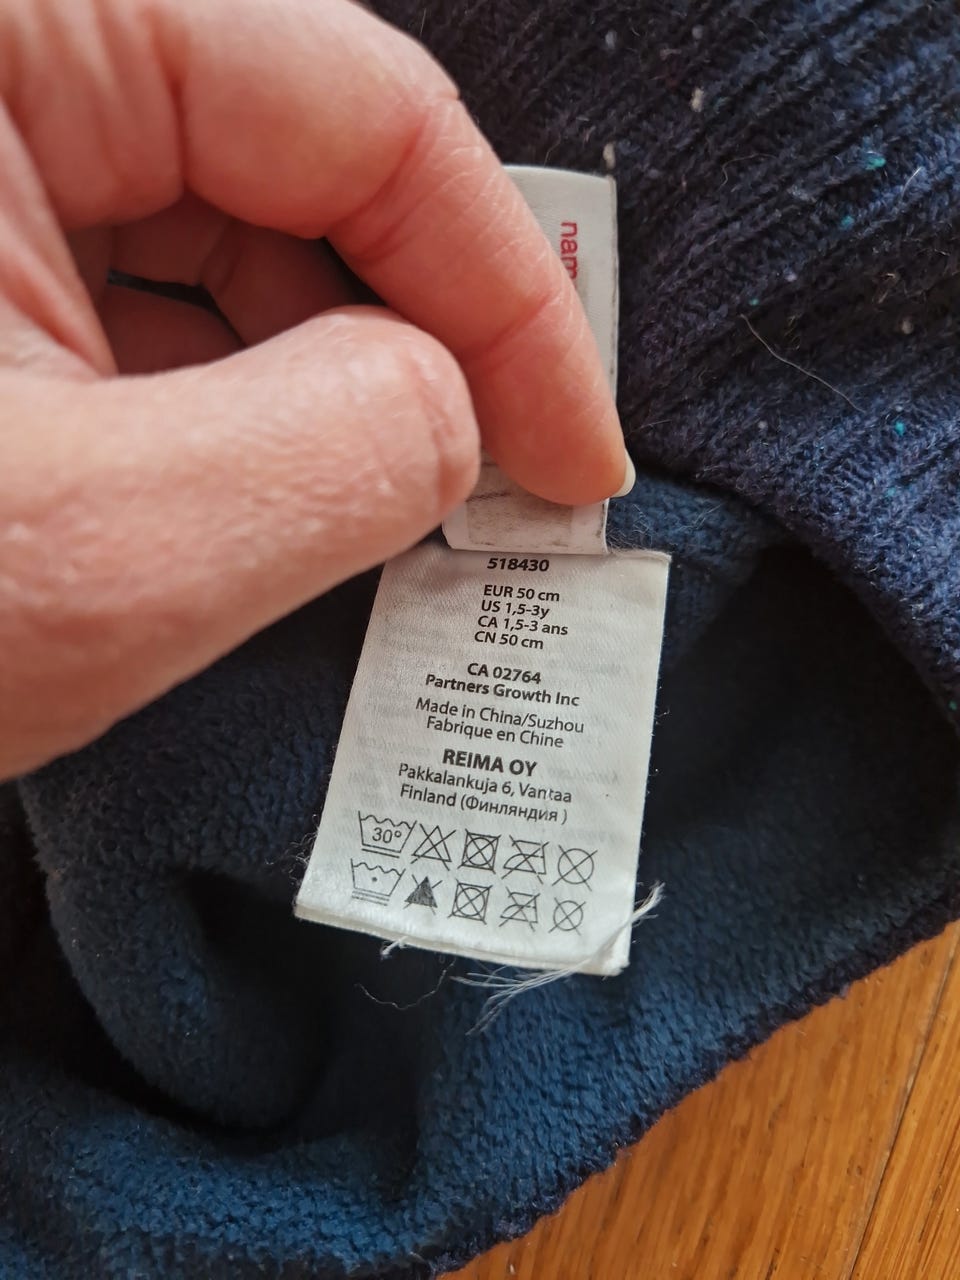 nam
518430
EUR 50 cm
US 1,5-3y
CA 1,5-3 ans
CN 50 cm
CA 02764
Partners Growth Inc
Made in China/Suzhou
Fabrique en Chine
REIMA OY
Pakkalankuja 6, Vantaa
Finland (Финляндия )
30°